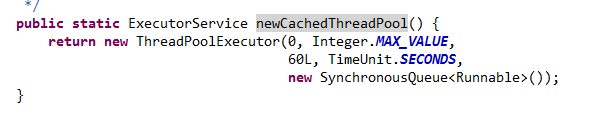 */
public static ExecutorService newCachedThreadPool() {
    return new ThreadPoolExecutor(0, Integer.MAX_VALUE,
                                  60L, TimeUnit.SECONDS,
                                  new SynchronousQueue<Runnable>());
}